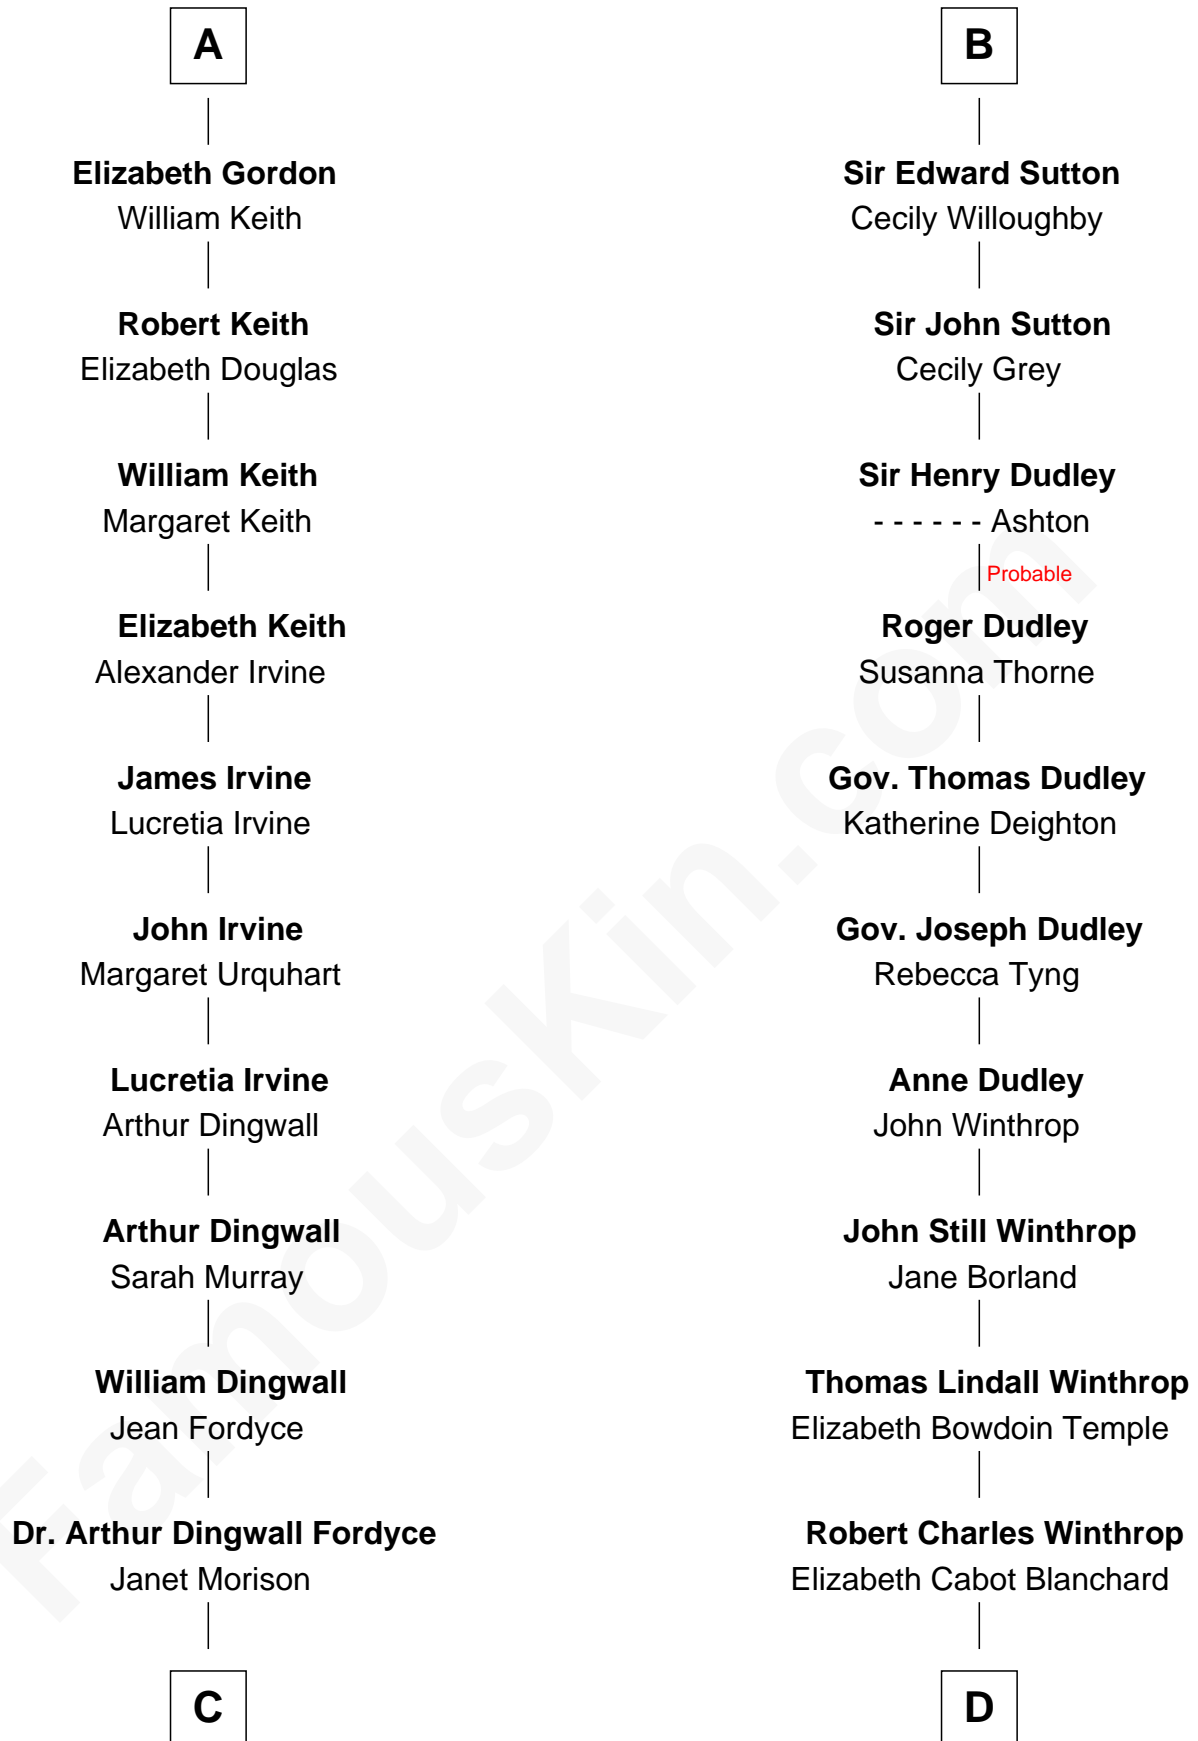 A
Elizabeth Gordon
William Keith
Robert Keith
Elizabeth Douglas
William Keith
Margaret Keith
Elizabeth Keith
Alexander Irvine
James Irvine
Lucretia Irvine
John Irvine
Margaret Urquhart
Lucretia Irvine
Arthur Dingwall
Arthur Dingwall
Sarah Murray
William Dingwall
Jean Fordyce
Dr. Arthur Dingwall Fordyce
Janet Morison
C
B
Sir Edward Sutton
Cecily Willoughby
Sir John Sutton
Cecily Grey
Sir Henry Dudley
- - - - - - Ashton
Probable
Roger Dudley
Susanna Thorne
Gov. Thomas Dudley
Katherine Deighton
Gov. Joseph Dudley
Rebecca Tyng
Anne Dudley
John Winthrop
John Still Winthrop
Jane Borland
Thomas Lindall Winthrop
Elizabeth Bowdoin Temple
Robert Charles Winthrop
Elizabeth Cabot Blanchard
D
FamousKin.com